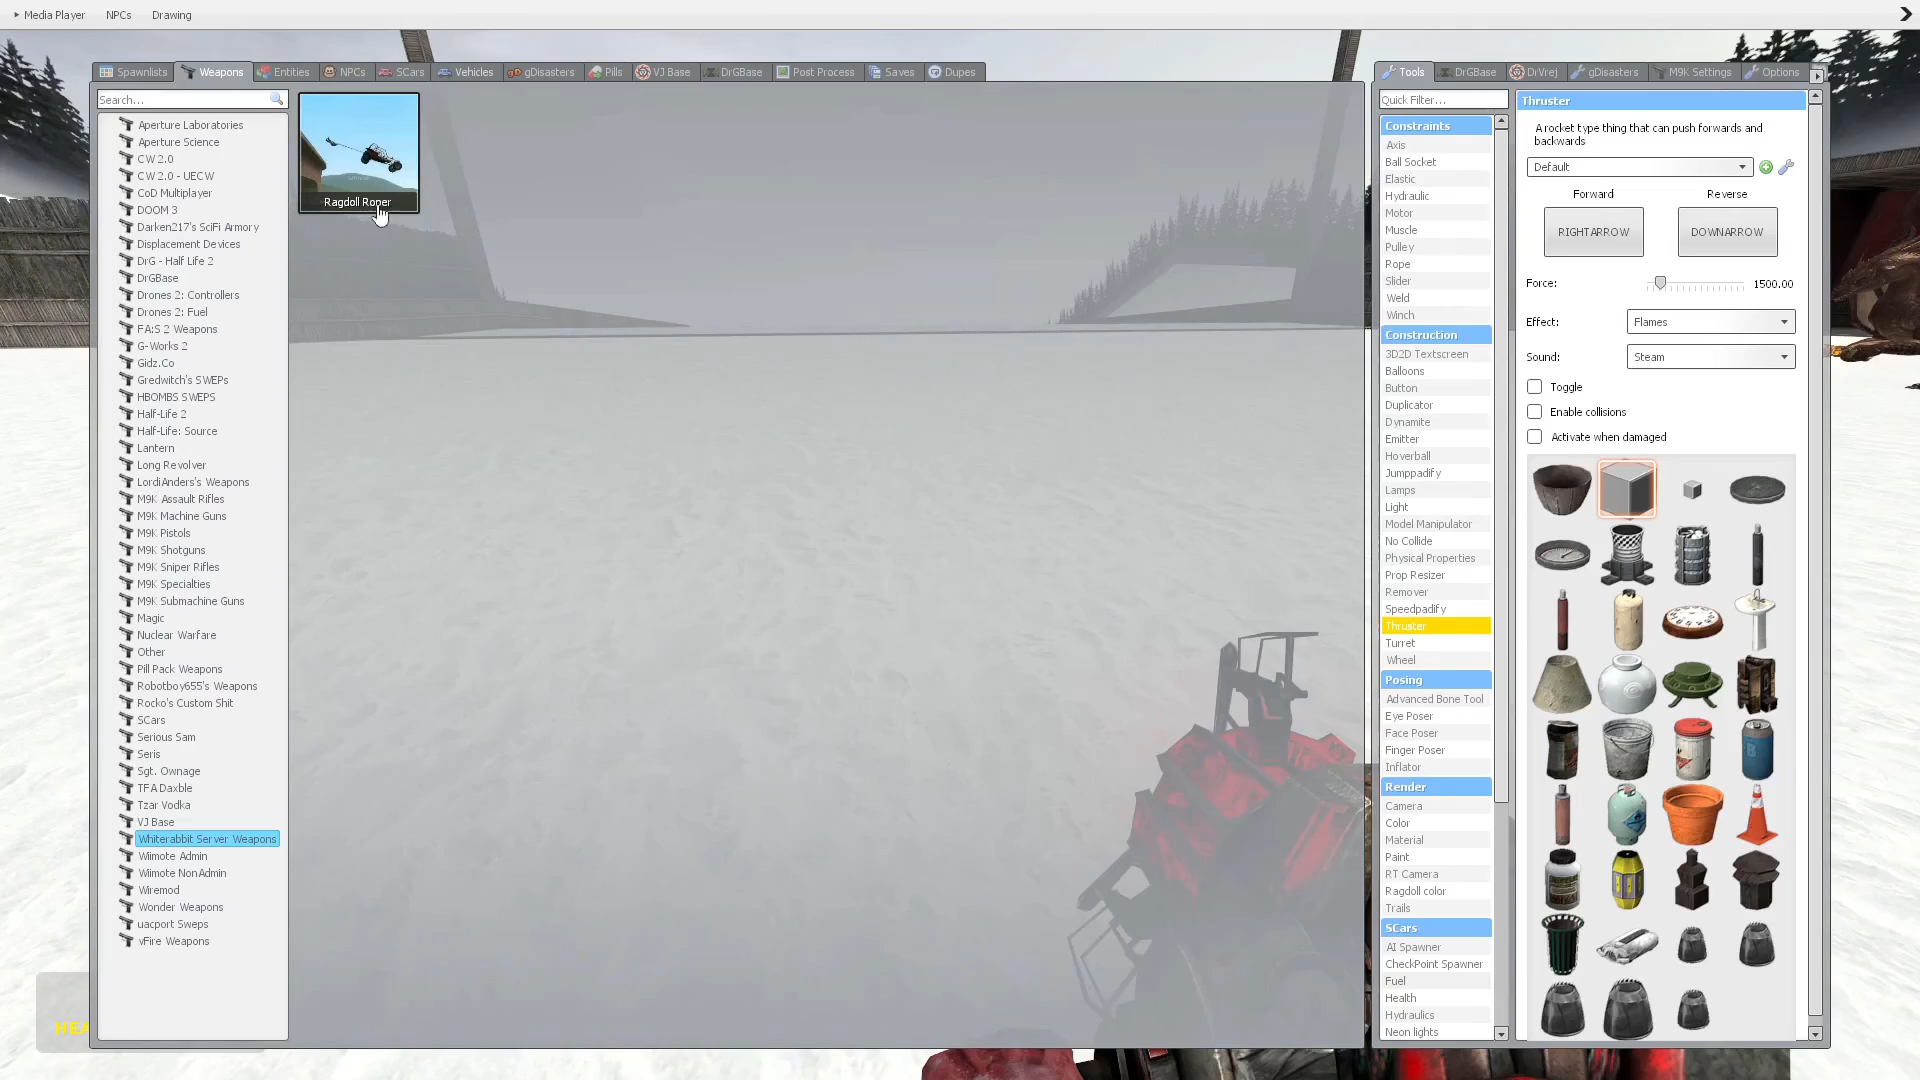 Media Player NPCs Drawing
Spawnlists Weapons Entities NPCs SCars Vehicles gDisasters Pills VJ Base DrGBase Post Process Saves Dupes
Search...
Aperture Laboratories
Aperture Science
CW 2.0
CW 2.0 - UECW
CoD Multiplayer
DOOM 3
Darken217's SciFi Armory
Displacement Devices
DrG - Half Life 2
DrGBase
Drones 2: Controllers
Drones 2: Fuel
FA:S 2 Weapons
G-Works 2
Gidz.Co
Gredwitch's SWEPs
HBOMBS SWEPS
Half-Life 2
Half-Life: Source
Lantern
Long Revolver
LordiAnders's Weapons
M9K Assault Rifles
M9K Machine Guns
M9K Pistols
M9K Shotguns
M9K Sniper Rifles
M9K Specialties
M9K Submachine Guns
Magic
Nuclear Warfare
Other
Pill Pack Weapons
Robotboy655's Weapons
Rocko's Custom Shit
SCars
Serious Sam
Seris
Sgt. Ownage
TFA Daxble
Tzar Vodka
VJ Base
Whiterabbit Server Weapons
Wiimote Admin
Wiimote NonAdmin
Wiremod
Wonder Weapons
uacport Sweps
vFire Weapons
HEA
Ragdoll Roper
Tools DrGBase DrVrej gDisasters M9K Settings Options
Quick Filter...
Constraints
Axis
Ball Socket
Elastic
Hydraulic
Motor
Muscle
Pulley
Rope
Slider
Weld
Winch
Construction
3D2D Textscreen
Balloons
Button
Duplicator
Dynamite
Emitter
Hoverball
Jumppadify
Lamps
Light
Model Manipulator
No Collide
Physical Properties
Prop Resizer
Remover
Speedpadify
Thruster
Turret
Wheel
Posing
Advanced Bone Tool
Eye Poser
Face Poser
Finger Poser
Inflator
Render
Camera
Color
Material
Paint
RT Camera
Ragdoll color
Trails
SCars
AI Spawner
CheckPoint Spawner
Fuel
Health
Hydraulics
Neon lights
Thruster
A rocket type thing that can push forwards and
backwards
Default
Forward Reverse
RIGHTARROW DOWNARROW
Force: 1500.00
Effect: Flames
Sound: Steam
Toggle
Enable collisions
Activate when damaged